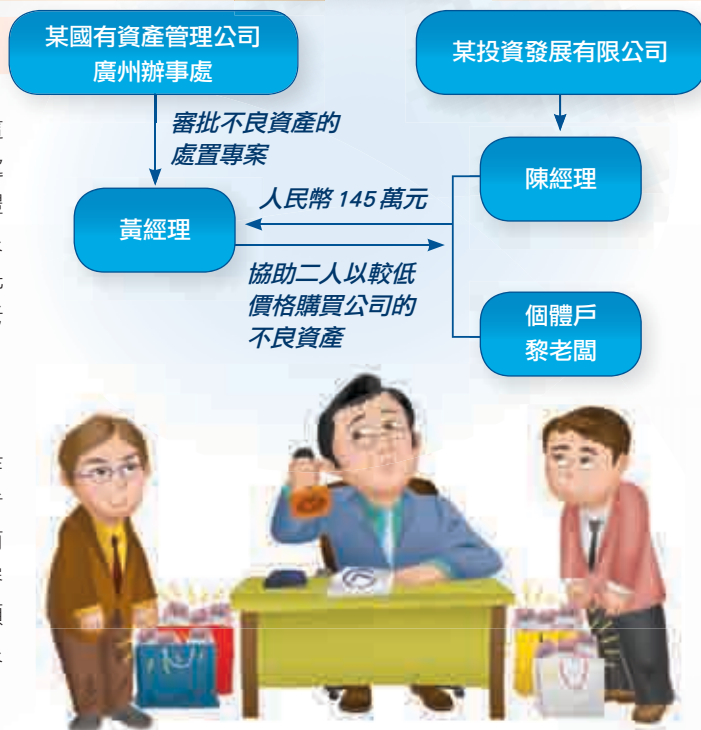 某國有資產管理公司
廣州辦事處
某投資發展有限公司
審批不良資產的
處置專案
陳經理
人民幣 145 萬元
黃經理
協助二人以較低
價格購買公司的
不良資產
個體戶
黎老闆